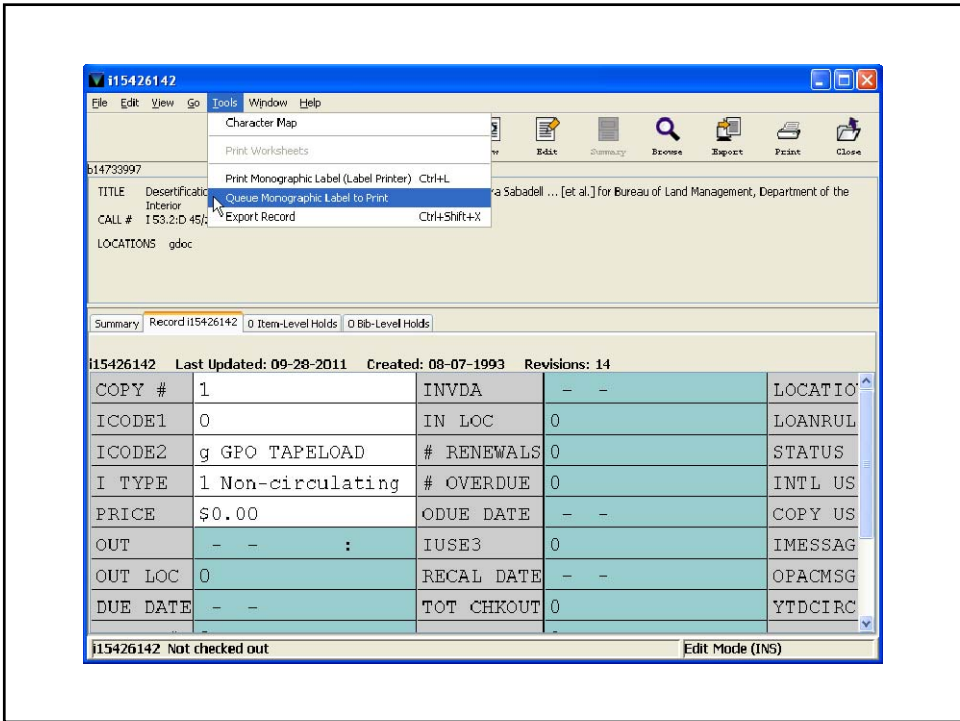 i15426142
File Edit View Go Tools Window Help
Character Map
Print Worksheets
Print Monographic Label (Label Printer) Ctrl+L
Queue Monographic Label to Print
Export Record Ctrl+Shift+X
Edit Summary Browse Export Print Close
b14733997
TITLE Sabadell ... [et al.] for Bureau of Land Management, Department of the
Interior
CALL # I 53.2:D 45/
LOCATIONS gdoc
Summary Record i15426142 0 Item-Level Holds 0 Bib-Level Holds
i15426142 Last Updated: 09-28-2011 Created: 08-07-1993 Revisions: 14
COPY # 1 INVDA - - LOCATIO
ICODE1 0 IN LOC 0 LOANRUL
ICODE2 g GPO TAPELOAD # RENEWALS 0 STATUS
I TYPE 1 Non-circulating # OVERDUE 0 INTL US
PRICE $0.00 ODUE DATE - - COPY US
OUT - - : IUSE3 0 IMESSAG
OUT LOC 0 RECAL DATE - - OPACMSG
DUE DATE - - TOT CHKOUT 0 YTDCIRC
i15426142 Not checked out Edit Mode (INS)